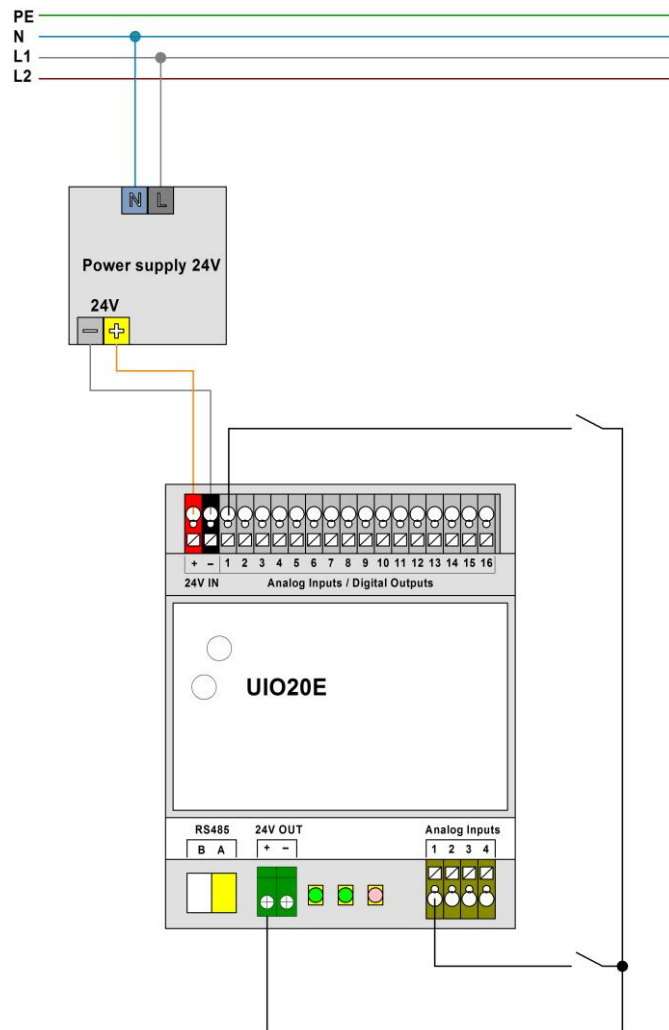 PE
N
L1
L2
N L
Power supply 24V
24V
− +
+ − 1 2 3 4 5 6 7 8 9 10 11 12 13 14 15 16
24V IN Analog Inputs / Digital Outputs
UIO20E
RS485 24V OUT Analog Inputs
B A + − 1 2 3 4